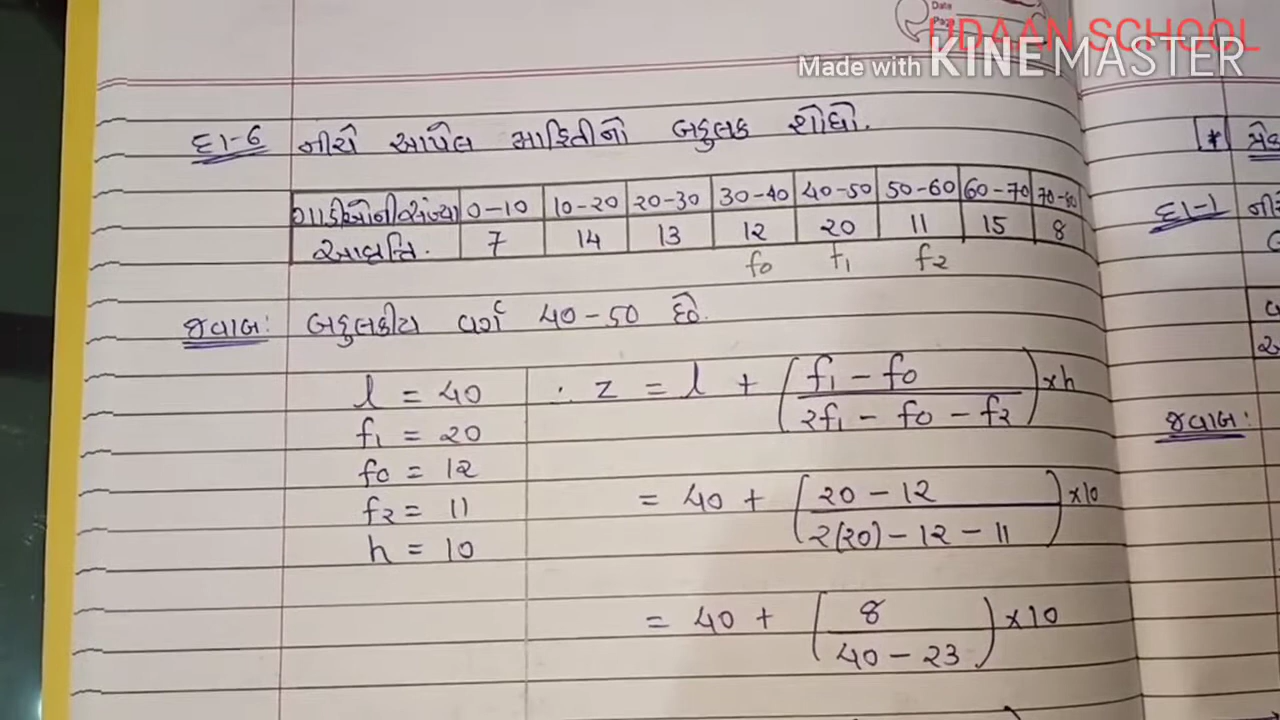 Date
Page
UDAAN SCHOOL
Made with KINEMASTER
દા-6 નીચે આપેલ માહિતીનો બહુલક શોધો.
ગાડીઓની સંખ્યા 0-10 10-20 20-30 30-40 40-50 50-60 60-70 70-80
આવૃત્તિ. 7 14 13 12 20 11 15 8
f0 f1 f2
જવાબ: બહુલકીય વર્ગ 40-50 છે.
l = 40
f1 = 20
f0 = 12
f2 = 11
h = 10
∴ z = l + (f1 - f0 / 2f1 - f0 - f2) × h
= 40 + (20 - 12 / 2(20) - 12 - 11) × 10
= 40 + (8 / 40 - 23) × 10
*
દા-1
જવાબ: